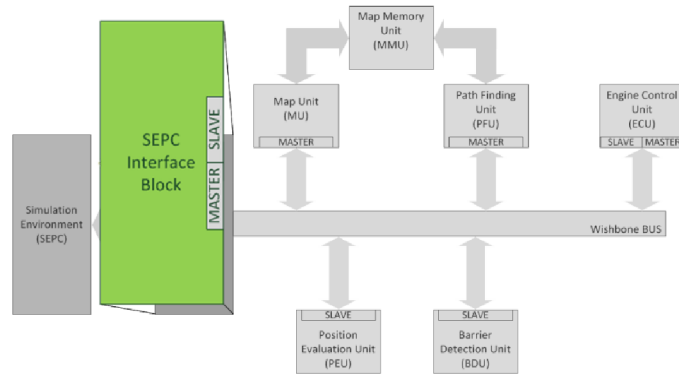 Map Memory
Unit
(MMU)
Map Unit
(MU)
MASTER
Path Finding
Unit
(PFU)
MASTER
Engine Control
Unit
(ECU)
SLAVE
MASTER
SEPC
Interface
Block
SLAVE
MASTER
Simulation
Environment
(SEPC)
Wishbone BUS
SLAVE
Position
Evaluation Unit
(PEU)
SLAVE
Barrier
Detection Unit
(BDU)